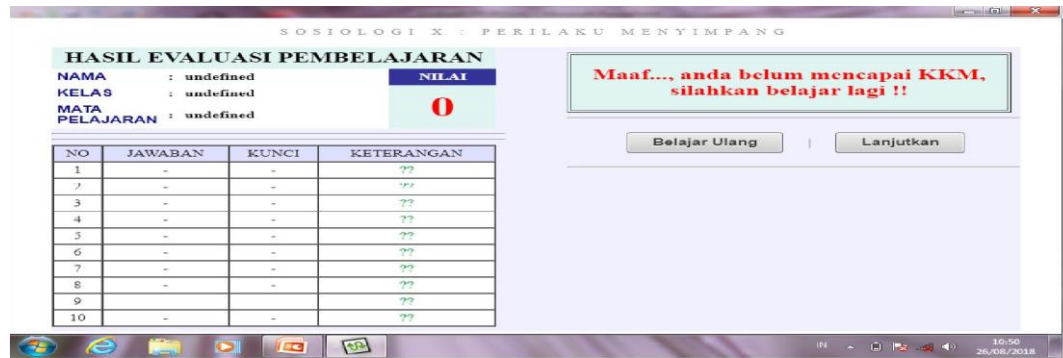 SOSIOLOGI X : PERILAKU MENYIMPANG
HASIL EVALUASI PEMBELAJARAN
NAMA : undefined
KELAS : undefined
MATA PELAJARAN : undefined
NILAI
0
NO JAWABAN KUNCI KETERANGAN
1 - - ??
2 - - ??
3 - - ??
4 - - ??
5 - - ??
6 - - ??
7 - - ??
8 - - ??
9 ??
10 - - ??
Maaf..., anda belum mencapai KKM,
silahkan belajar lagi !!
Belajar Ulang | Lanjutkan
IN
10:50
26/08/2018